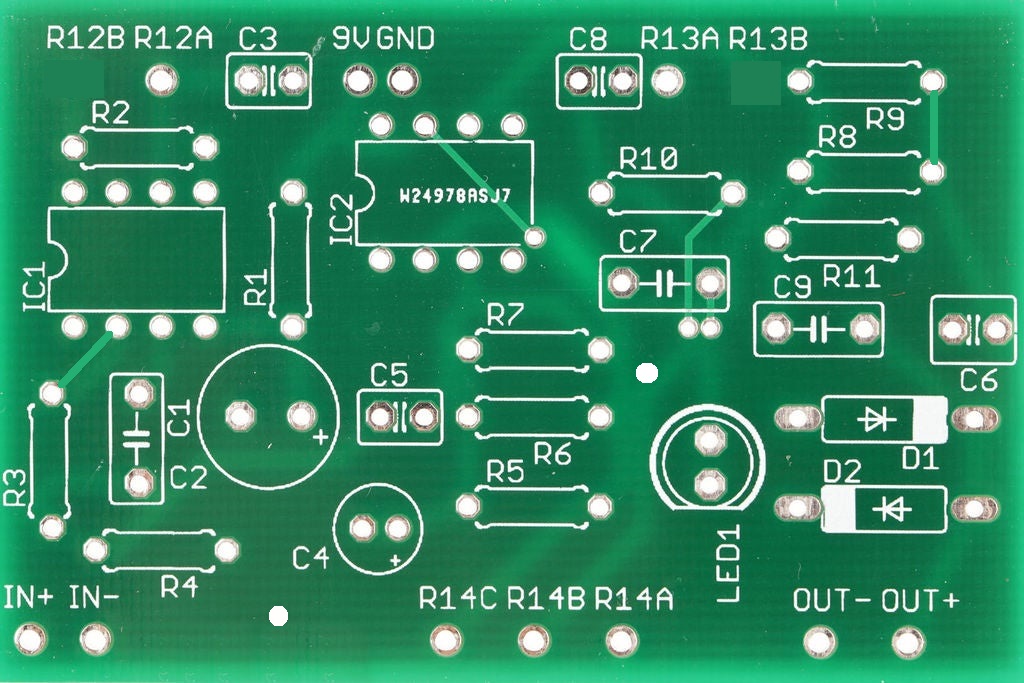 R12B R12A C3 9V GND C8 R13A R13B
R2
R9
R8
R10
W24978ASJ7
IC2
C7
IC1
R1
R11
C9
R7
C6
C5
C1
R6
D1
R3
C2
R5
D2
C4
LED1
R4
IN+ IN-
R14C R14B R14A
OUT- OUT+